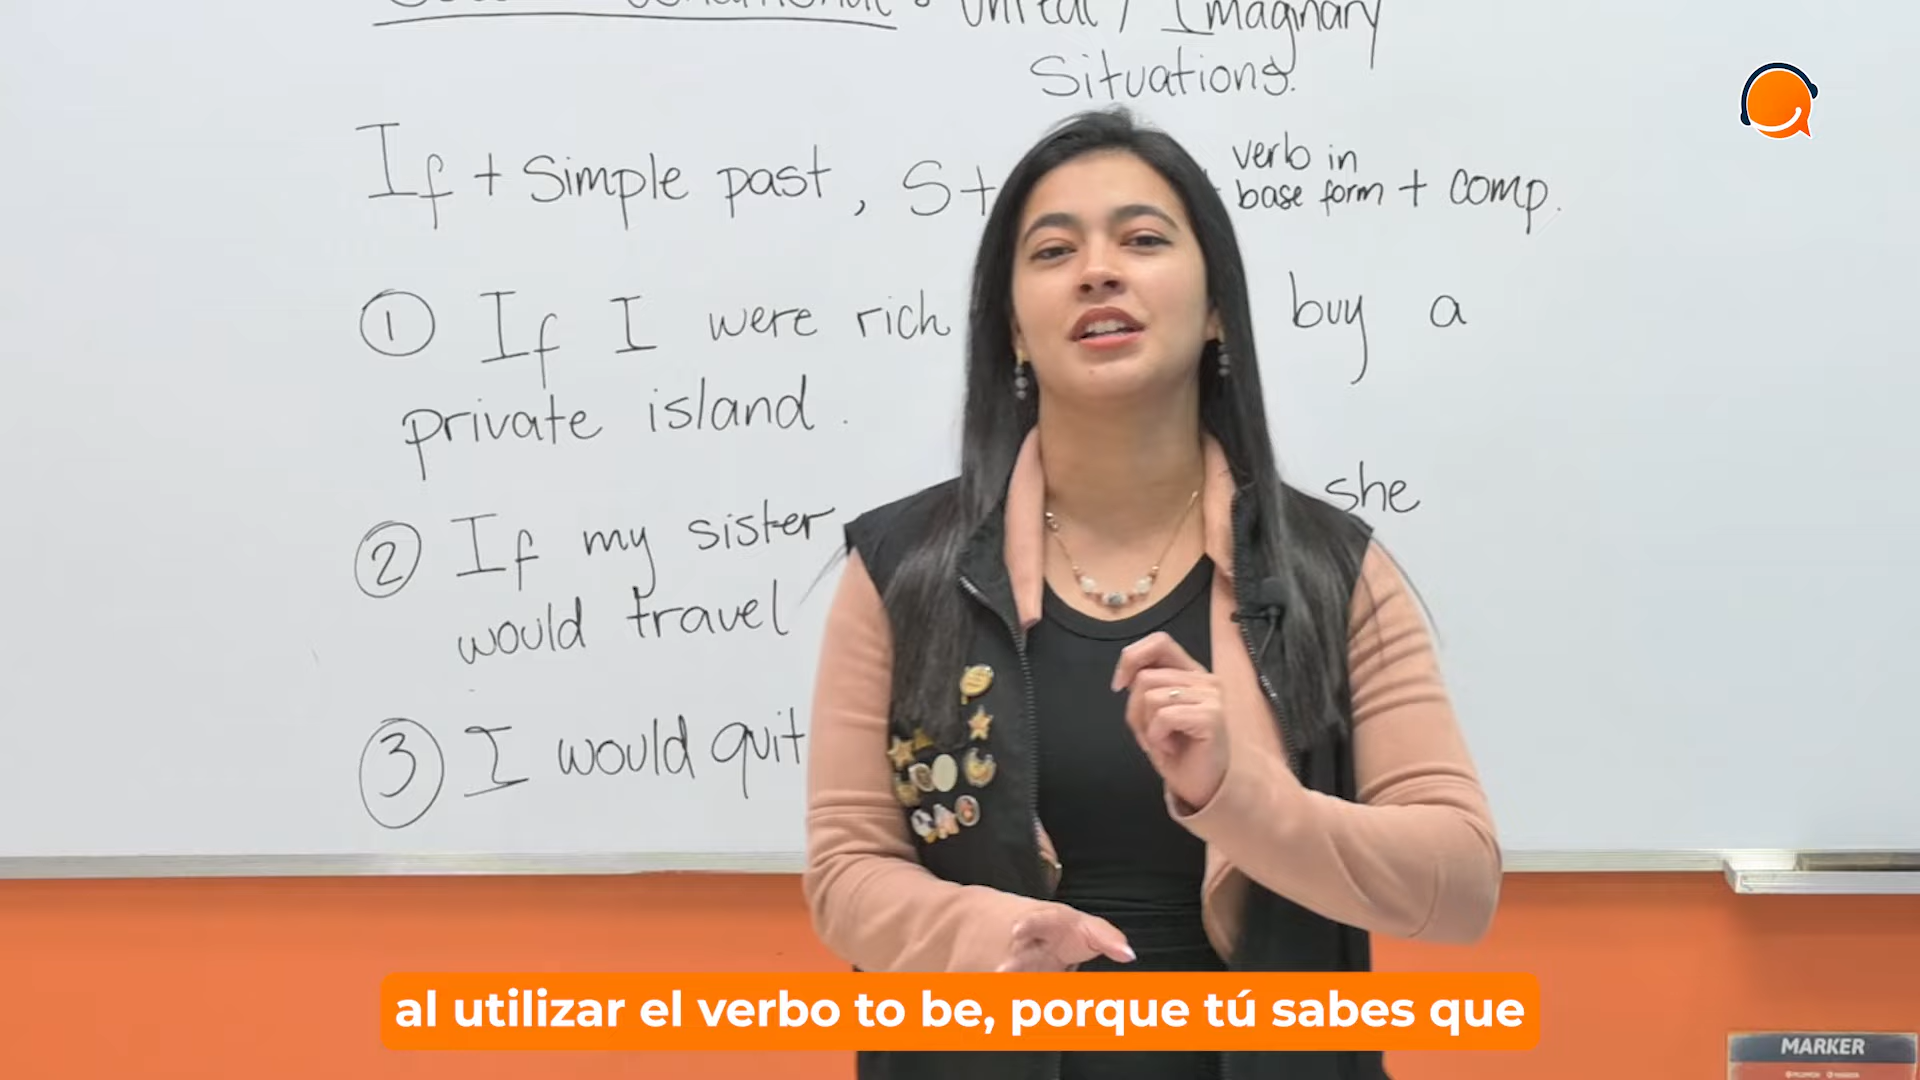 Conditional : Unreal / Imaginary
Situations.
If + Simple past, S+ verb in
base form + comp.
① If I were rich buy a
private island.
② If my sister she
would travel
③ I would quit
al utilizar el verbo to be, porque tú sabes que
MARKER